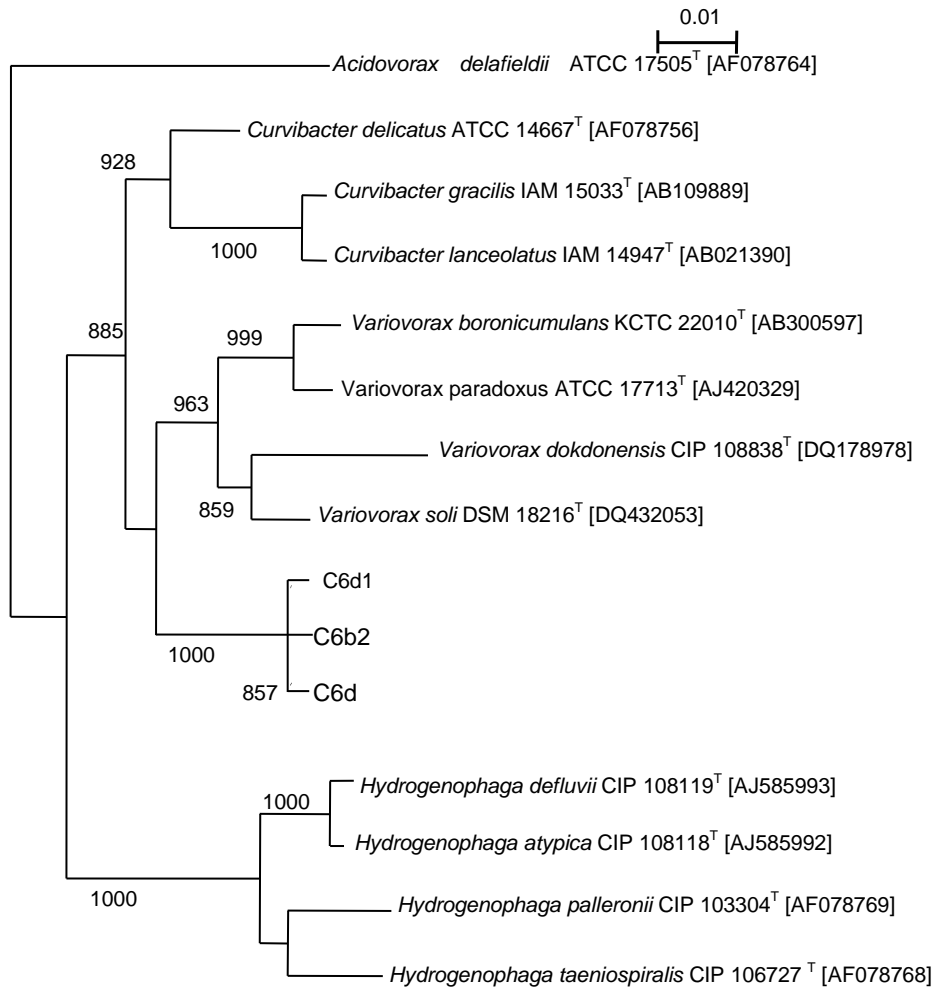 0.01
Acidovorax delafieldii ATCC 17505T [AF078764]
Curvibacter delicatus ATCC 14667T [AF078756]
928
Curvibacter gracilis IAM 15033T [AB109889]
1000
Curvibacter lanceolatus IAM 14947T [AB021390]
885
Variovorax boronicumulans KCTC 22010T [AB300597]
999
Variovorax paradoxus ATCC 17713T [AJ420329]
963
Variovorax dokdonensis CIP 108838T [DQ178978]
859
Variovorax soli DSM 18216T [DQ432053]
C6d1
C6b2
1000
857
C6d
Hydrogenophaga defluvii CIP 108119T [AJ585993]
1000
Hydrogenophaga atypica CIP 108118T [AJ585992]
1000
Hydrogenophaga palleronii CIP 103304T [AF078769]
Hydrogenophaga taeniospiralis CIP 106727 T [AF078768]